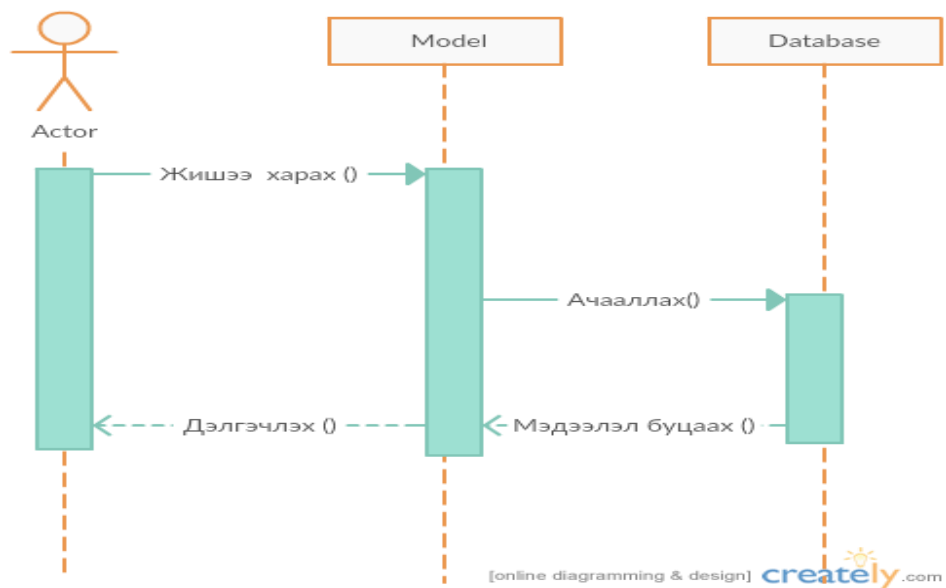 Model
Database
Actor
Жишээ харах ()
Ачааллах()
Дэлгэчлэх ()
Мэдээлэл буцаах ()
[online diagramming & design] creately.com